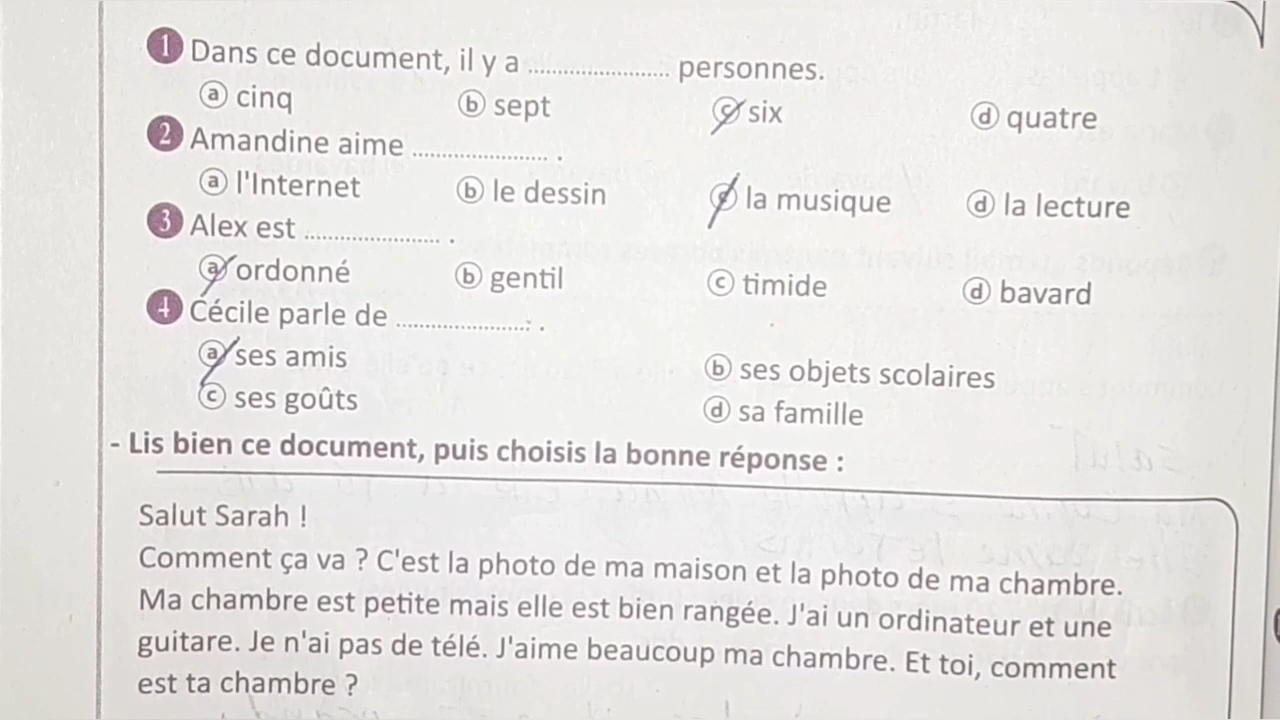 1 Dans ce document, il y a .................... personnes.
a cinq b sept c six d quatre
2 Amandine aime .................... .
a l'Internet b le dessin c la musique d la lecture
3 Alex est .................... .
a ordonné b gentil c timide d bavard
4 Cécile parle de .................... .
a ses amis b ses objets scolaires
c ses goûts d sa famille
- Lis bien ce document, puis choisis la bonne réponse :
Salut Sarah !
Comment ça va ? C'est la photo de ma maison et la photo de ma chambre.
Ma chambre est petite mais elle est bien rangée. J'ai un ordinateur et une
guitare. Je n'ai pas de télé. J'aime beaucoup ma chambre. Et toi, comment
est ta chambre ?